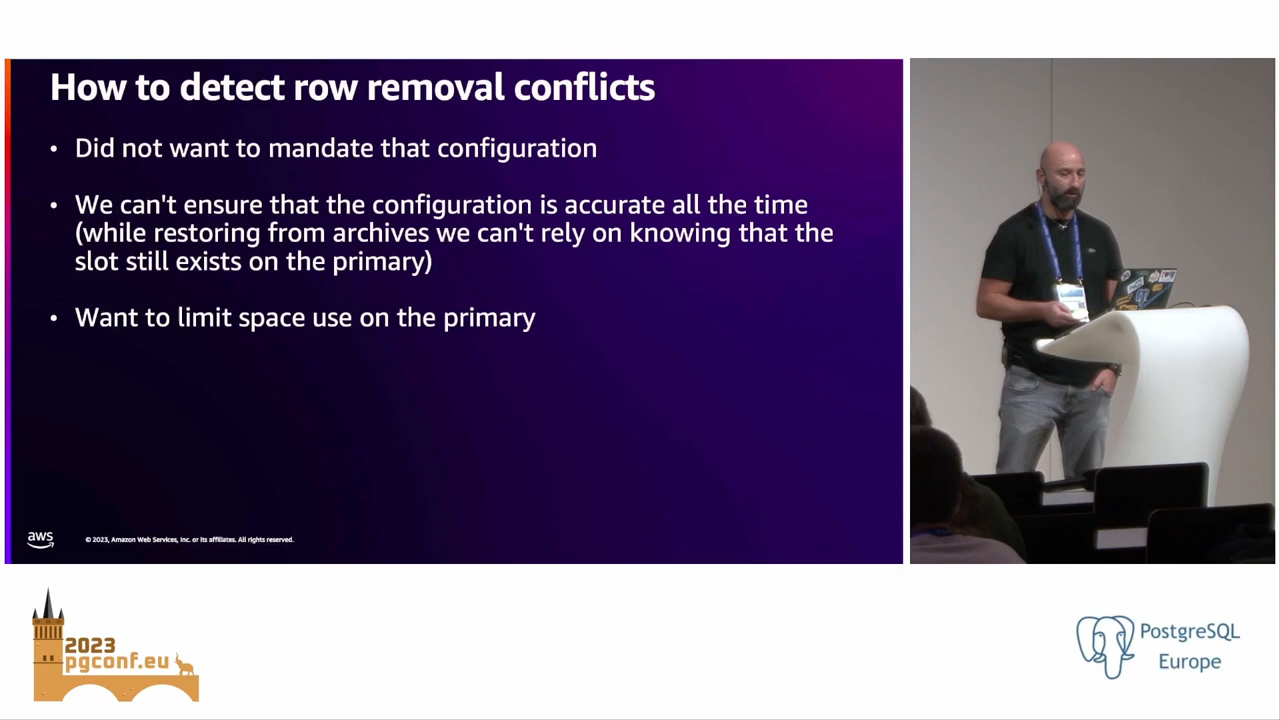 How to detect row removal conflicts
• Did not want to mandate that configuration
• We can't ensure that the configuration is accurate all the time
(while restoring from archives we can't rely on knowing that the
slot still exists on the primary)
• Want to limit space use on the primary
aws
© 2023, Amazon Web Services, Inc. or its affiliates. All rights reserved.
2023
pgconf.eu
PostgreSQL
Europe